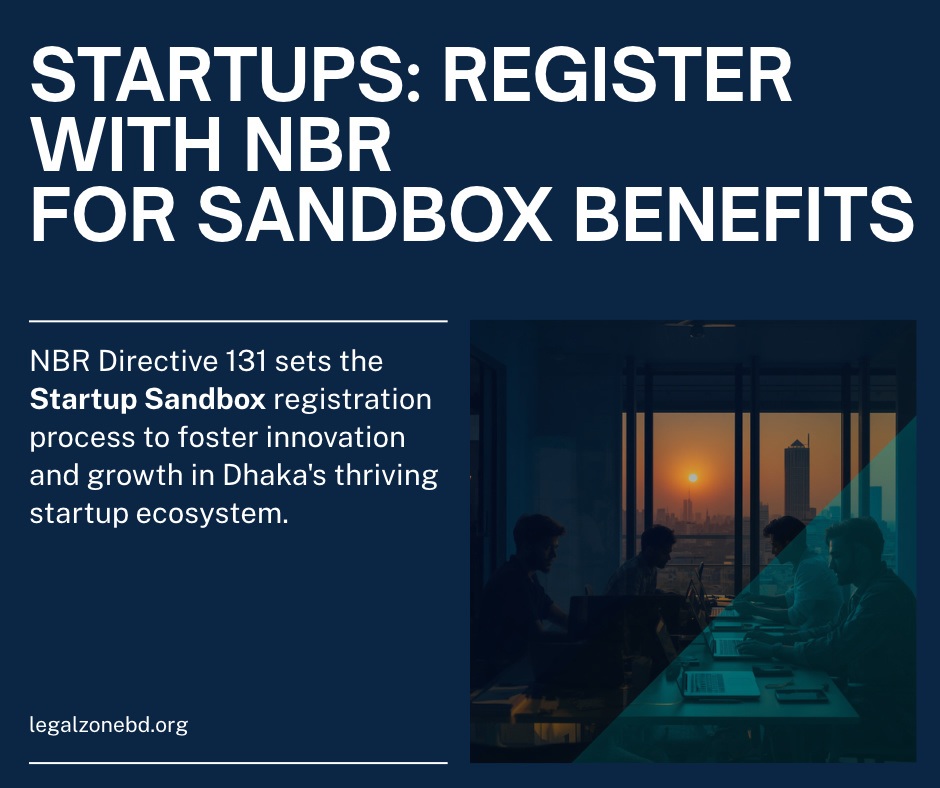 STARTUPS: REGISTER
WITH NBR
FOR SANDBOX BENEFITS
NBR Directive 131 sets the
Startup Sandbox registration
process to foster innovation
and growth in Dhaka's thriving
startup ecosystem.
legalzonebd.org